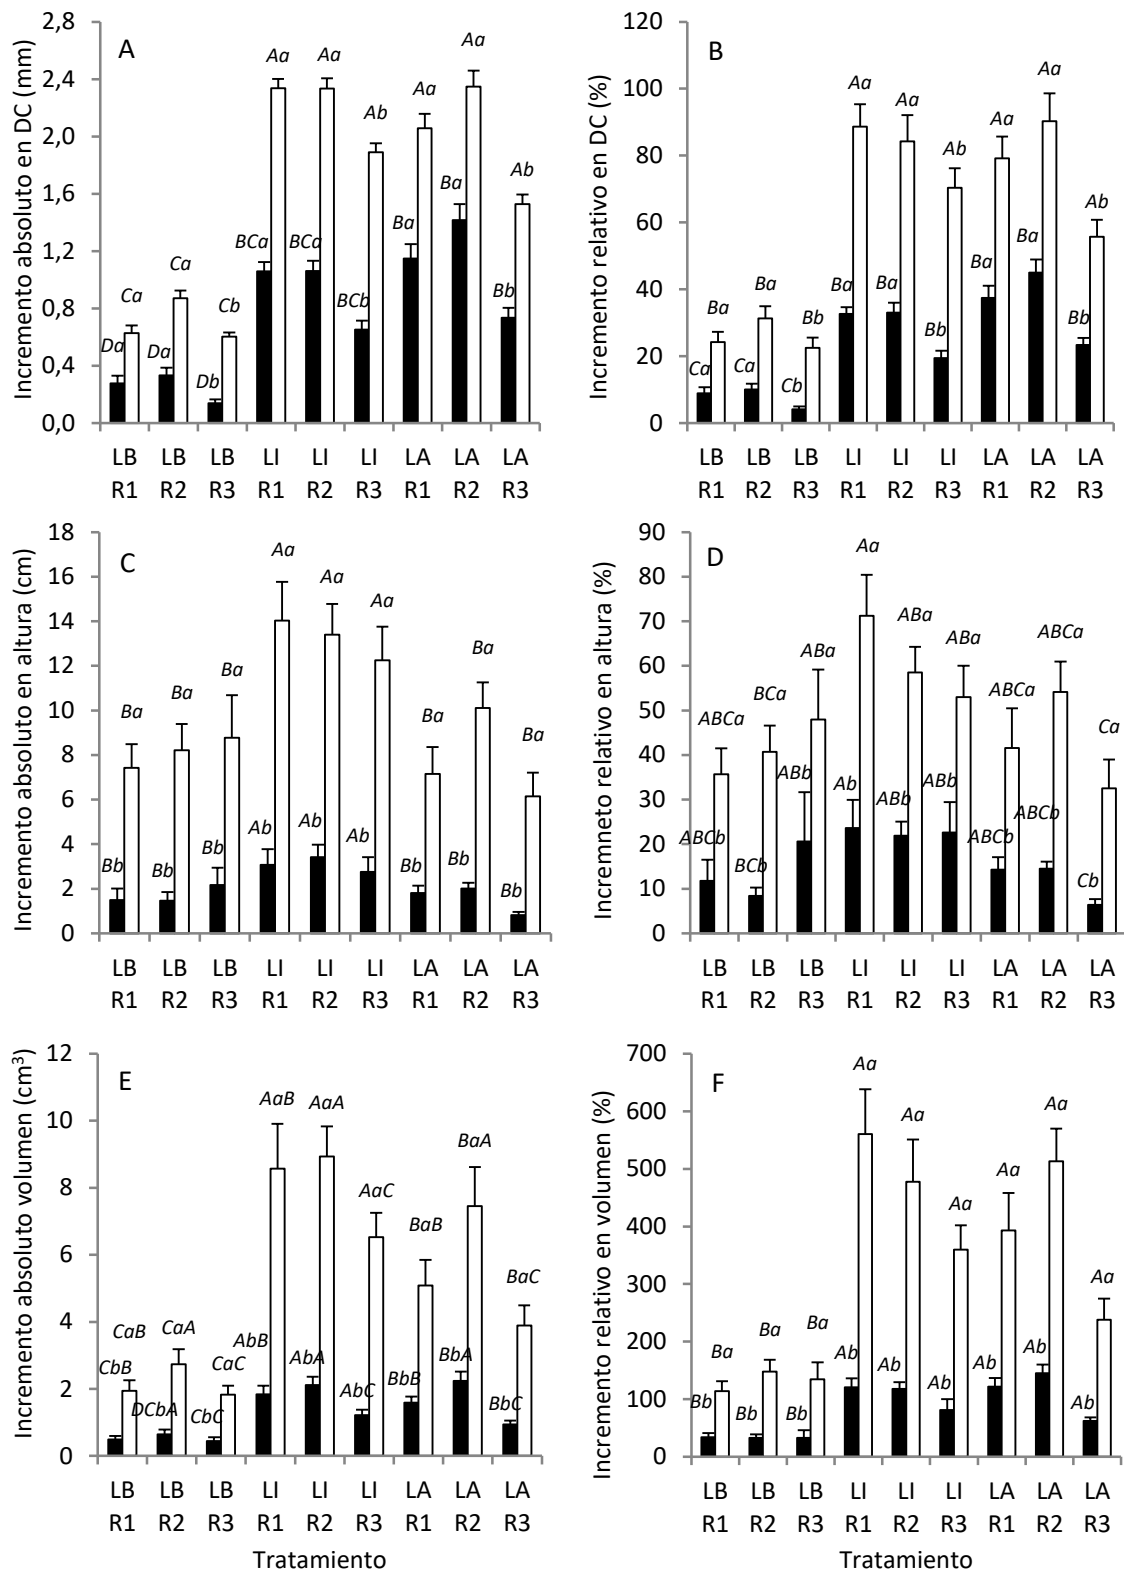 Incremento absoluto en DC (mm)
A
2,8
2,4
2,0
1,6
1,2
0,8
0,4
0,0
Da Ca Da Ca Db Cb BCa Aa BCa Aa BCb Ab Ba Aa Ba Aa Bb Ab
LB LB LB LI LI LI LA LA LA
R1 R2 R3 R1 R2 R3 R1 R2 R3
Incremento relativo en DC (%)
B
120
100
80
60
40
20
0
Ca Ba Ca Ba Cb Bb Ba Aa Ba Aa Bb Ab Ba Aa Ba Aa Bb Ab
LB LB LB LI LI LI LA LA LA
R1 R2 R3 R1 R2 R3 R1 R2 R3
Incremento absoluto en altura (cm)
C
18
16
14
12
10
8
6
4
2
0
Bb Ba Bb Ba Bb Ba Ab Aa Ab Aa Ab Aa Bb Ba Bb Ba Bb Ba
LB LB LB LI LI LI LA LA LA
R1 R2 R3 R1 R2 R3 R1 R2 R3
Incremneto relativo en altura (%)
D
90
80
70
60
50
40
30
20
10
0
ABCb ABCa BCb BCa ABb ABa Ab Aa ABb ABa ABb ABa ABCb ABCa ABCb ABCa Cb Ca
LB LB LB LI LI LI LA LA LA
R1 R2 R3 R1 R2 R3 R1 R2 R3
Incremento absoluto volumen (cm³)
E
12
10
8
6
4
2
0
CbB CaB DCbA CaA CbC CaC AbB AaB AbA AaA AbC AaC BbB BaB BbA BaA BbC BaC
LB LB LB LI LI LI LA LA LA
R1 R2 R3 R1 R2 R3 R1 R2 R3
Tratamiento
Incremento relativo en volumen (%)
F
700
600
500
400
300
200
100
0
Bb Ba Bb Ba Bb Ba Ab Aa Ab Aa Ab Aa Ab Aa Ab Aa Ab Aa
LB LB LB LI LI LI LA LA LA
R1 R2 R3 R1 R2 R3 R1 R2 R3
Tratamiento